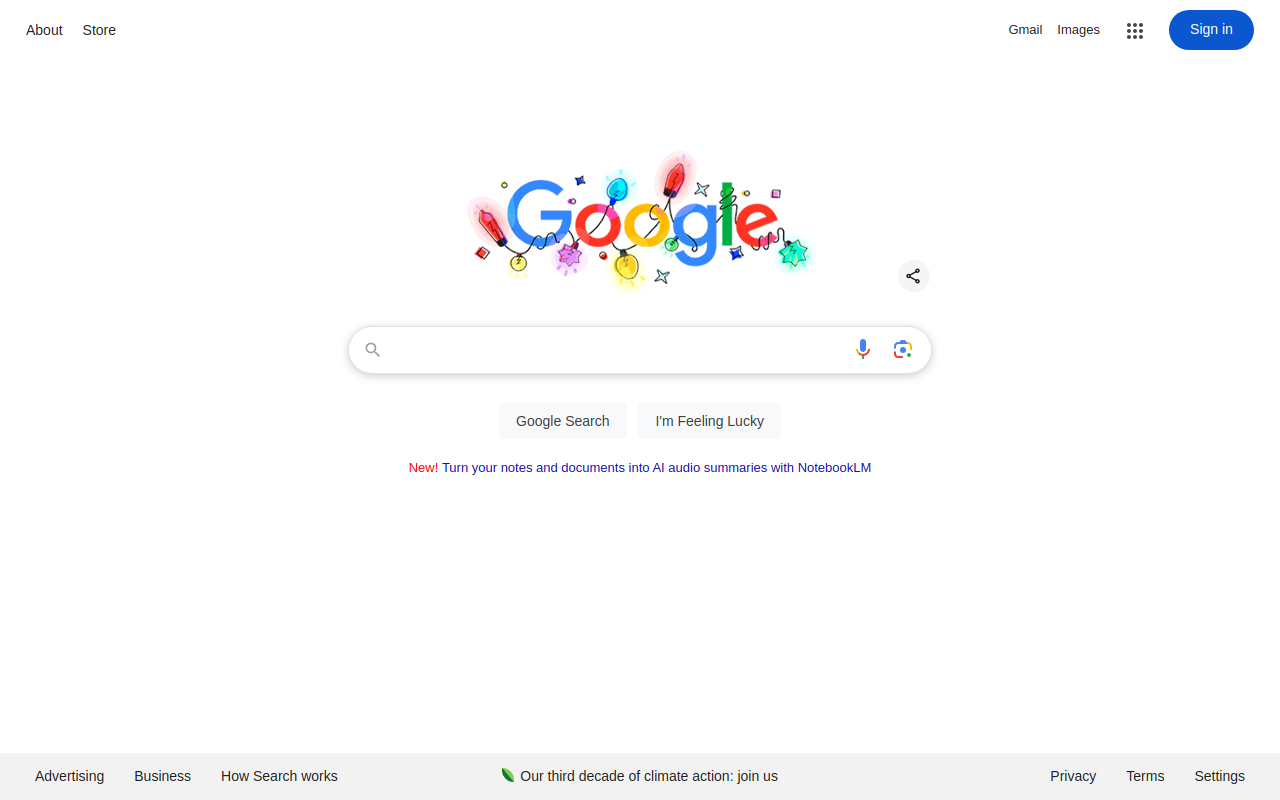 About Store Gmail Images Sign in
Google
Google Search I'm Feeling Lucky
New! Turn your notes and documents into AI audio summaries with NotebookLM
Advertising Business How Search works Our third decade of climate action: join us Privacy Terms Settings